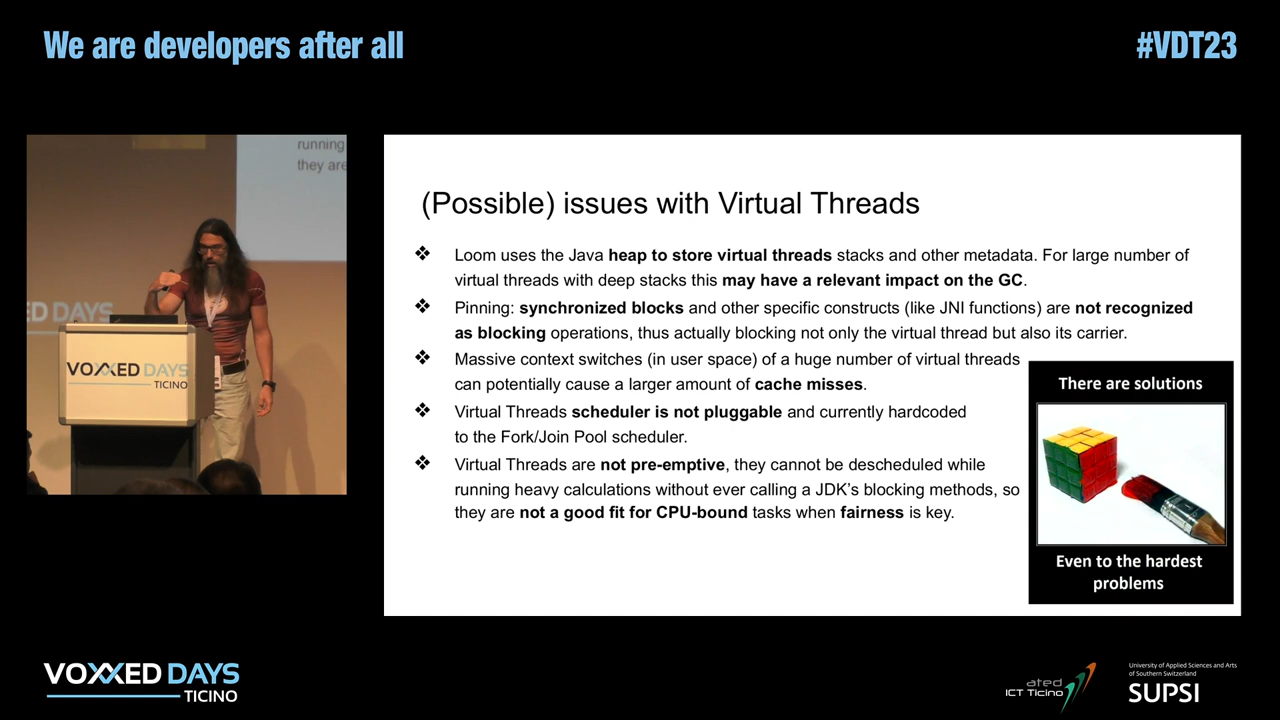 We are developers after all
#VDT23
running
they are
ED DAYS
VOXXED DAYS
TICINO
(Possible) issues with Virtual Threads
❖ Loom uses the Java heap to store virtual threads stacks and other metadata. For large number of
virtual threads with deep stacks this may have a relevant impact on the GC.
❖ Pinning: synchronized blocks and other specific constructs (like JNI functions) are not recognized
as blocking operations, thus actually blocking not only the virtual thread but also its carrier.
❖ Massive context switches (in user space) of a huge number of virtual threads
can potentially cause a larger amount of cache misses.
❖ Virtual Threads scheduler is not pluggable and currently hardcoded
to the Fork/Join Pool scheduler.
❖ Virtual Threads are not pre-emptive, they cannot be descheduled while
running heavy calculations without ever calling a JDK’s blocking methods, so
they are not a good fit for CPU-bound tasks when fairness is key.
There are solutions
Even to the hardest
problems
VOXXED DAYS
TICINO
ated
ICT Ticino
University of Applied Sciences and Arts
of Southern Switzerland
SUPSI